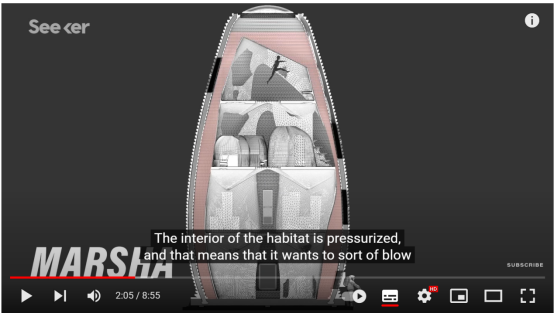 Seeker
The interior of the habitat is pressurized,
and that means that it wants to sort of blow
MARSHA
SUBSCRIBE
2:05 / 8:55
HD